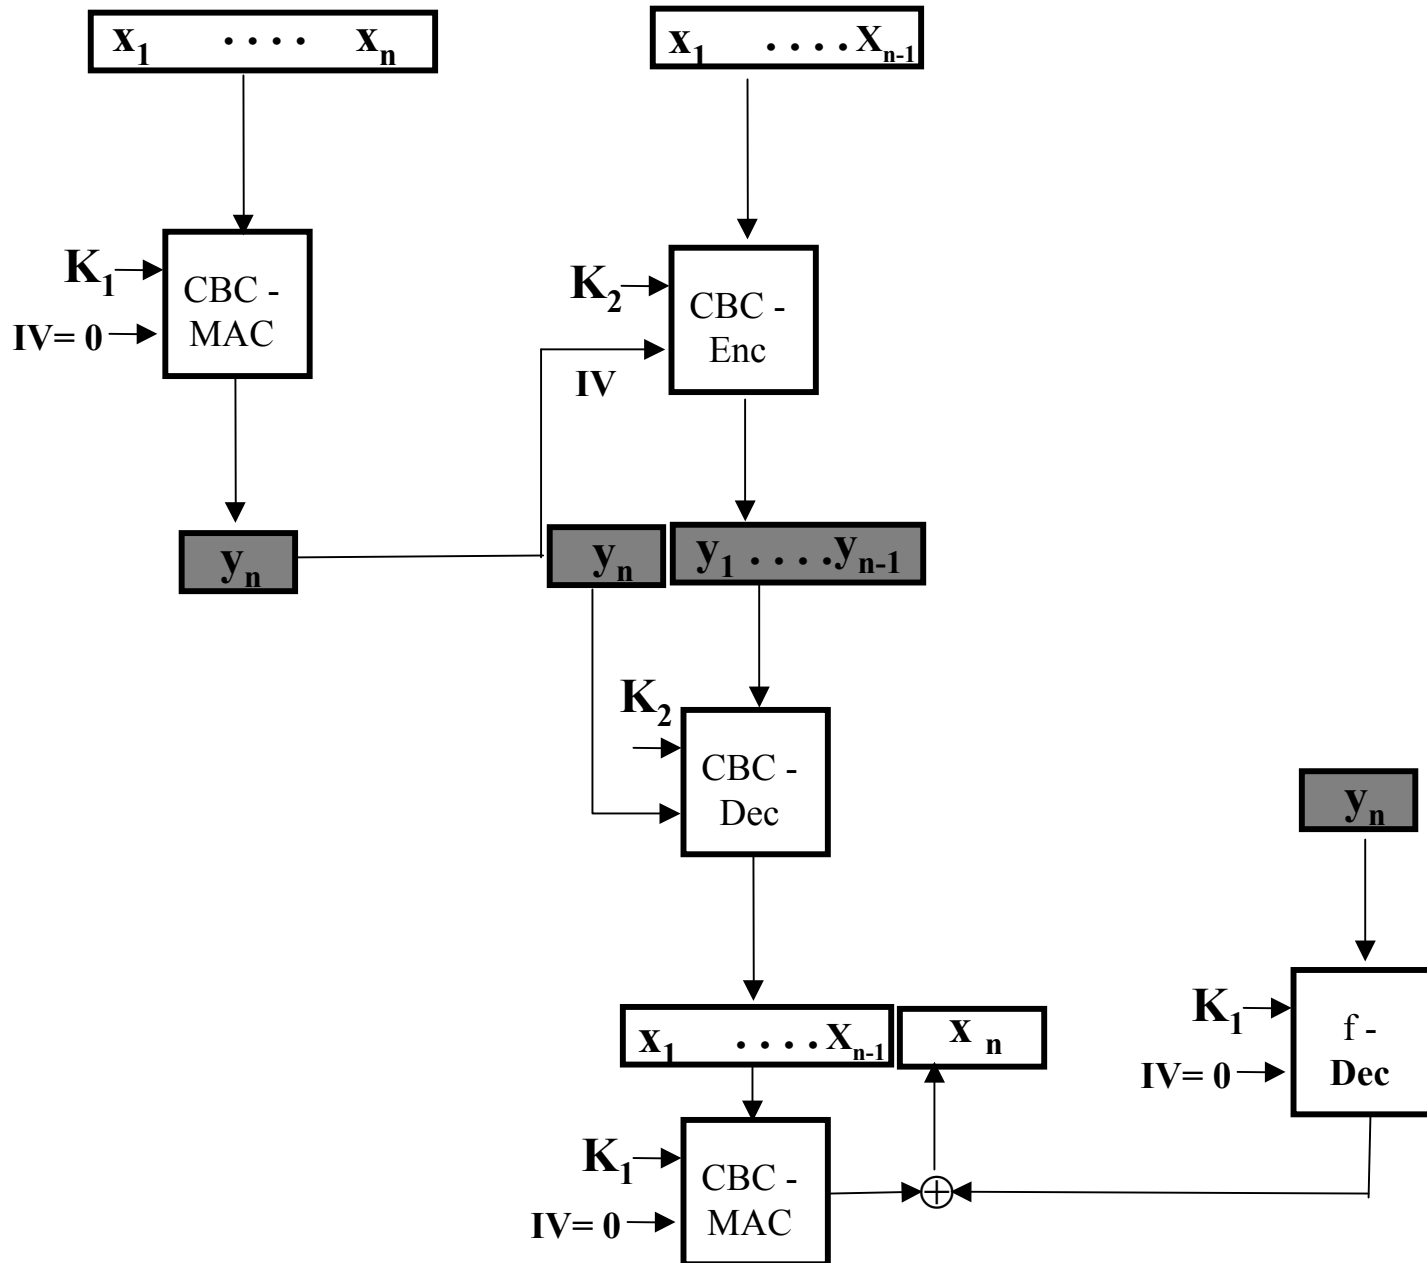 x1 . . . . xn
x1 . . . . Xn-1
K1
CBC -
MAC
IV= 0
K2
CBC -
Enc
IV
yn
yn
y1 . . . . yn-1
K2
CBC -
Dec
yn
K1
f -
Dec
IV= 0
x1 . . . . Xn-1
x n
K1
CBC -
MAC
IV= 0